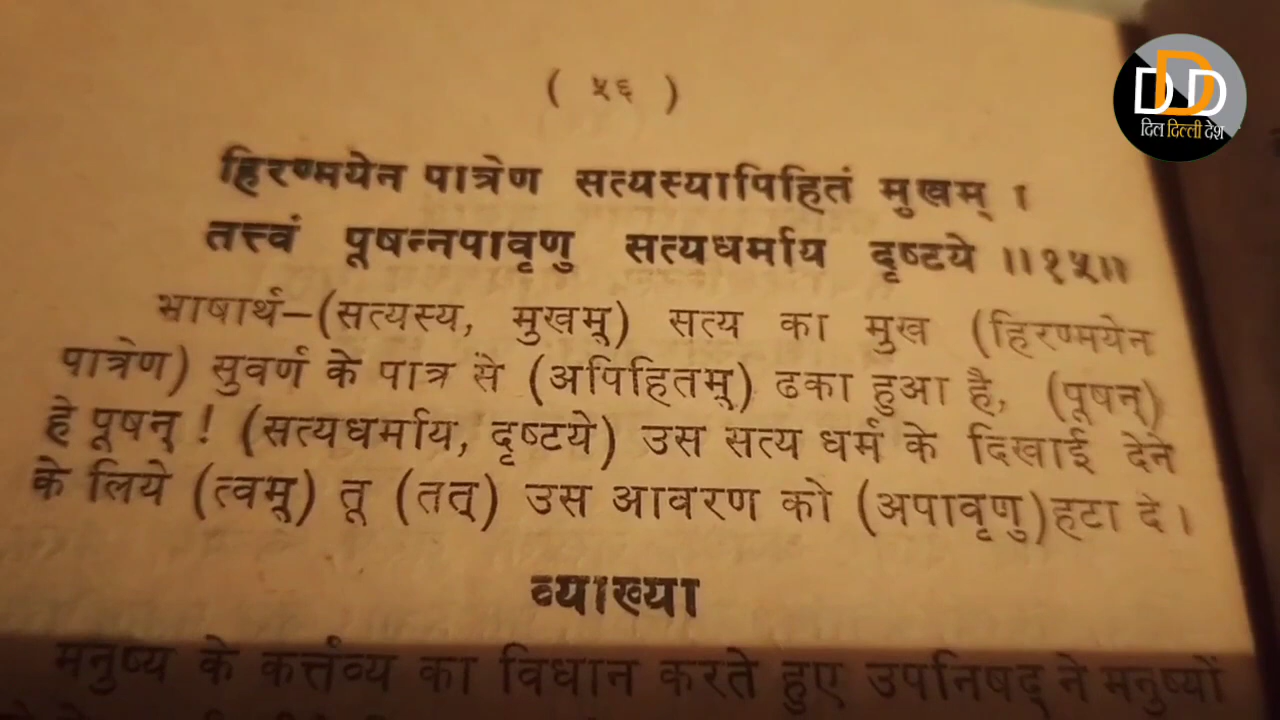 ( ५६ )
DDD
दिल दिल्ली देश
हिरण्मयेन पात्रेण सत्यस्यापिहितं मुखम् ।
तत्त्वं पूषन्नपावृणु सत्यधर्माय दृष्टये ॥१५॥
भाषार्थ—(सत्यस्य, मुखम्) सत्य का मुख (हिरण्मयेन
पात्रेण) सुवर्ण के पात्र से (अपिहितम्) ढका हुआ है, (पूषन्)
हे पूषन् ! (सत्यधर्माय, दृष्टये) उस सत्य धर्म के दिखाई देने
के लिये (त्वम्) तू (तत्) उस आवरण को (अपावृणु)हटा दे ।
व्याख्या
मनुष्य के कर्त्तव्य का विधान करते हुए उपनिषद् ने मनुष्यों